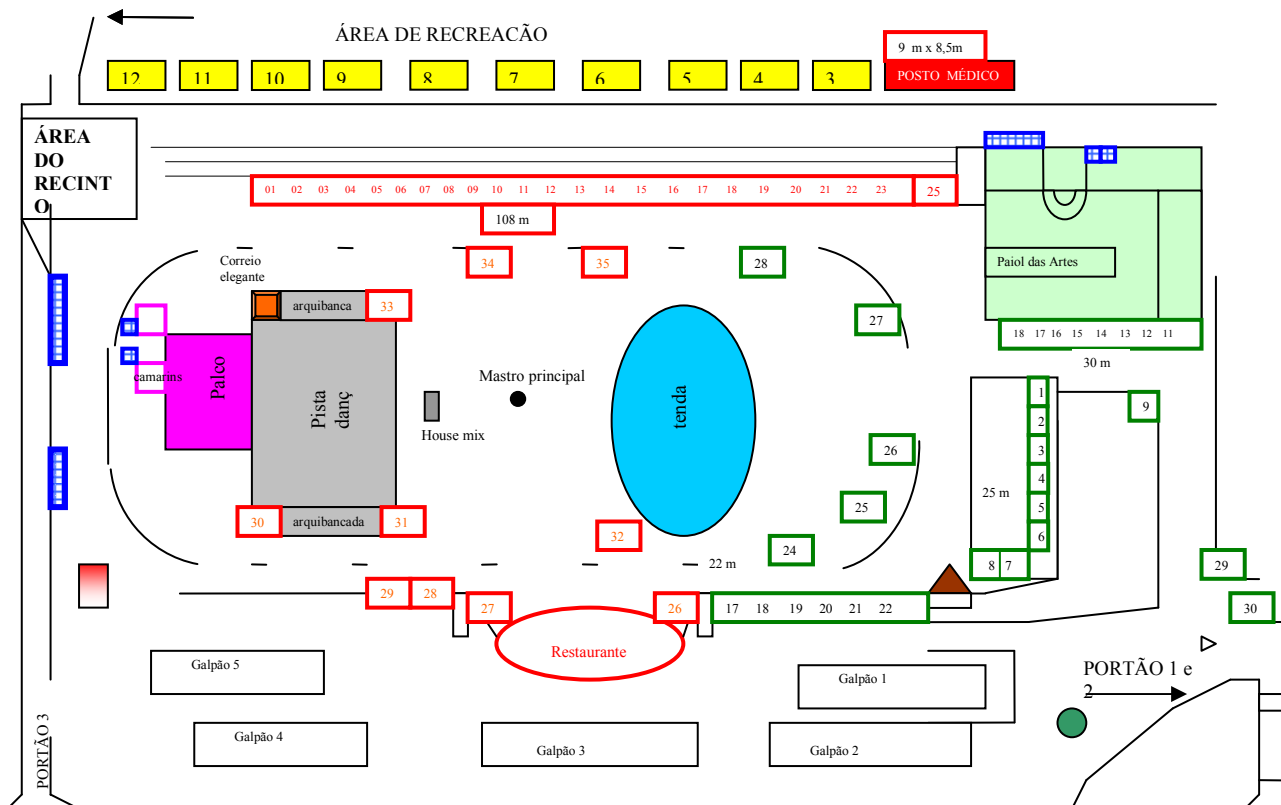 ÁREA DE RECREACÃO
9 m x 8,5m
12 11 10 9 8 7 6 5 4 3 POSTO MÉDICO
ÁREA
DO
RECINT
O
01 02 03 04 05 06 07 08 09 10 11 12 13 14 15 16 17 18 19 20 21 22 23 25
108 m
Correio
elegante
34 35 28
Paiol das Artes
arquibanca 33
27
18 17 16 15 14 13 12 11
30 m
camarins
Palco
Pista
danç
Mastro principal
House mix
tenda
1
2
3
4
5
6
8 7
9
26
25 m
25
30 arquibancada 31
32
24
22 m
29
30
29 28 27 26
17 18 19 20 21 22
Restaurante
Galpão 5
Galpão 1
PORTÃO 1 e
2
Galpão 4
Galpão 3
Galpão 2
PORTÃO 3